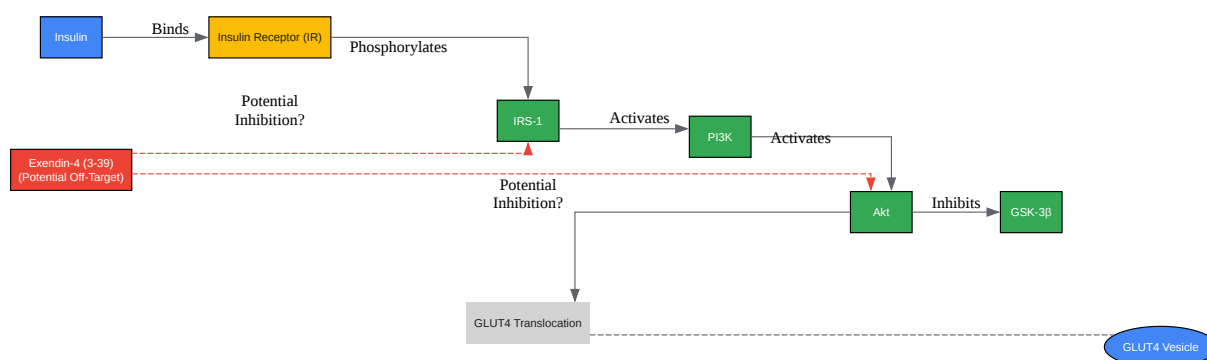 Insulin
Binds
Insulin Receptor (IR)
Phosphorylates
Potential
Inhibition?
IRS-1
Activates
PI3K
Activates
Exendin-4 (3-39)
(Potential Off-Target)
Potential
Inhibition?
Akt
Inhibits
GSK-3β
GLUT4 Translocation
GLUT4 Vesicle